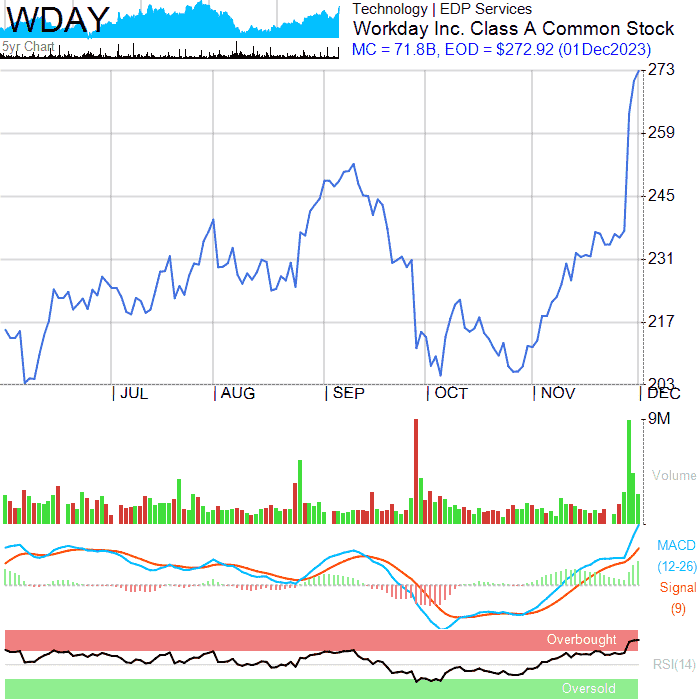 WDAY
5yr Chart
Technology | EDP Services
Workday Inc. Class A Common Stock
MC = 71.8B, EOD = $272.92 (01Dec2023)
273
259
245
231
217
203
| JUL | AUG | SEP | OCT | NOV | DEC
9M
Volume
MACD
(12-26)
Signal
(9)
Overbought
RSI(14)
Oversold